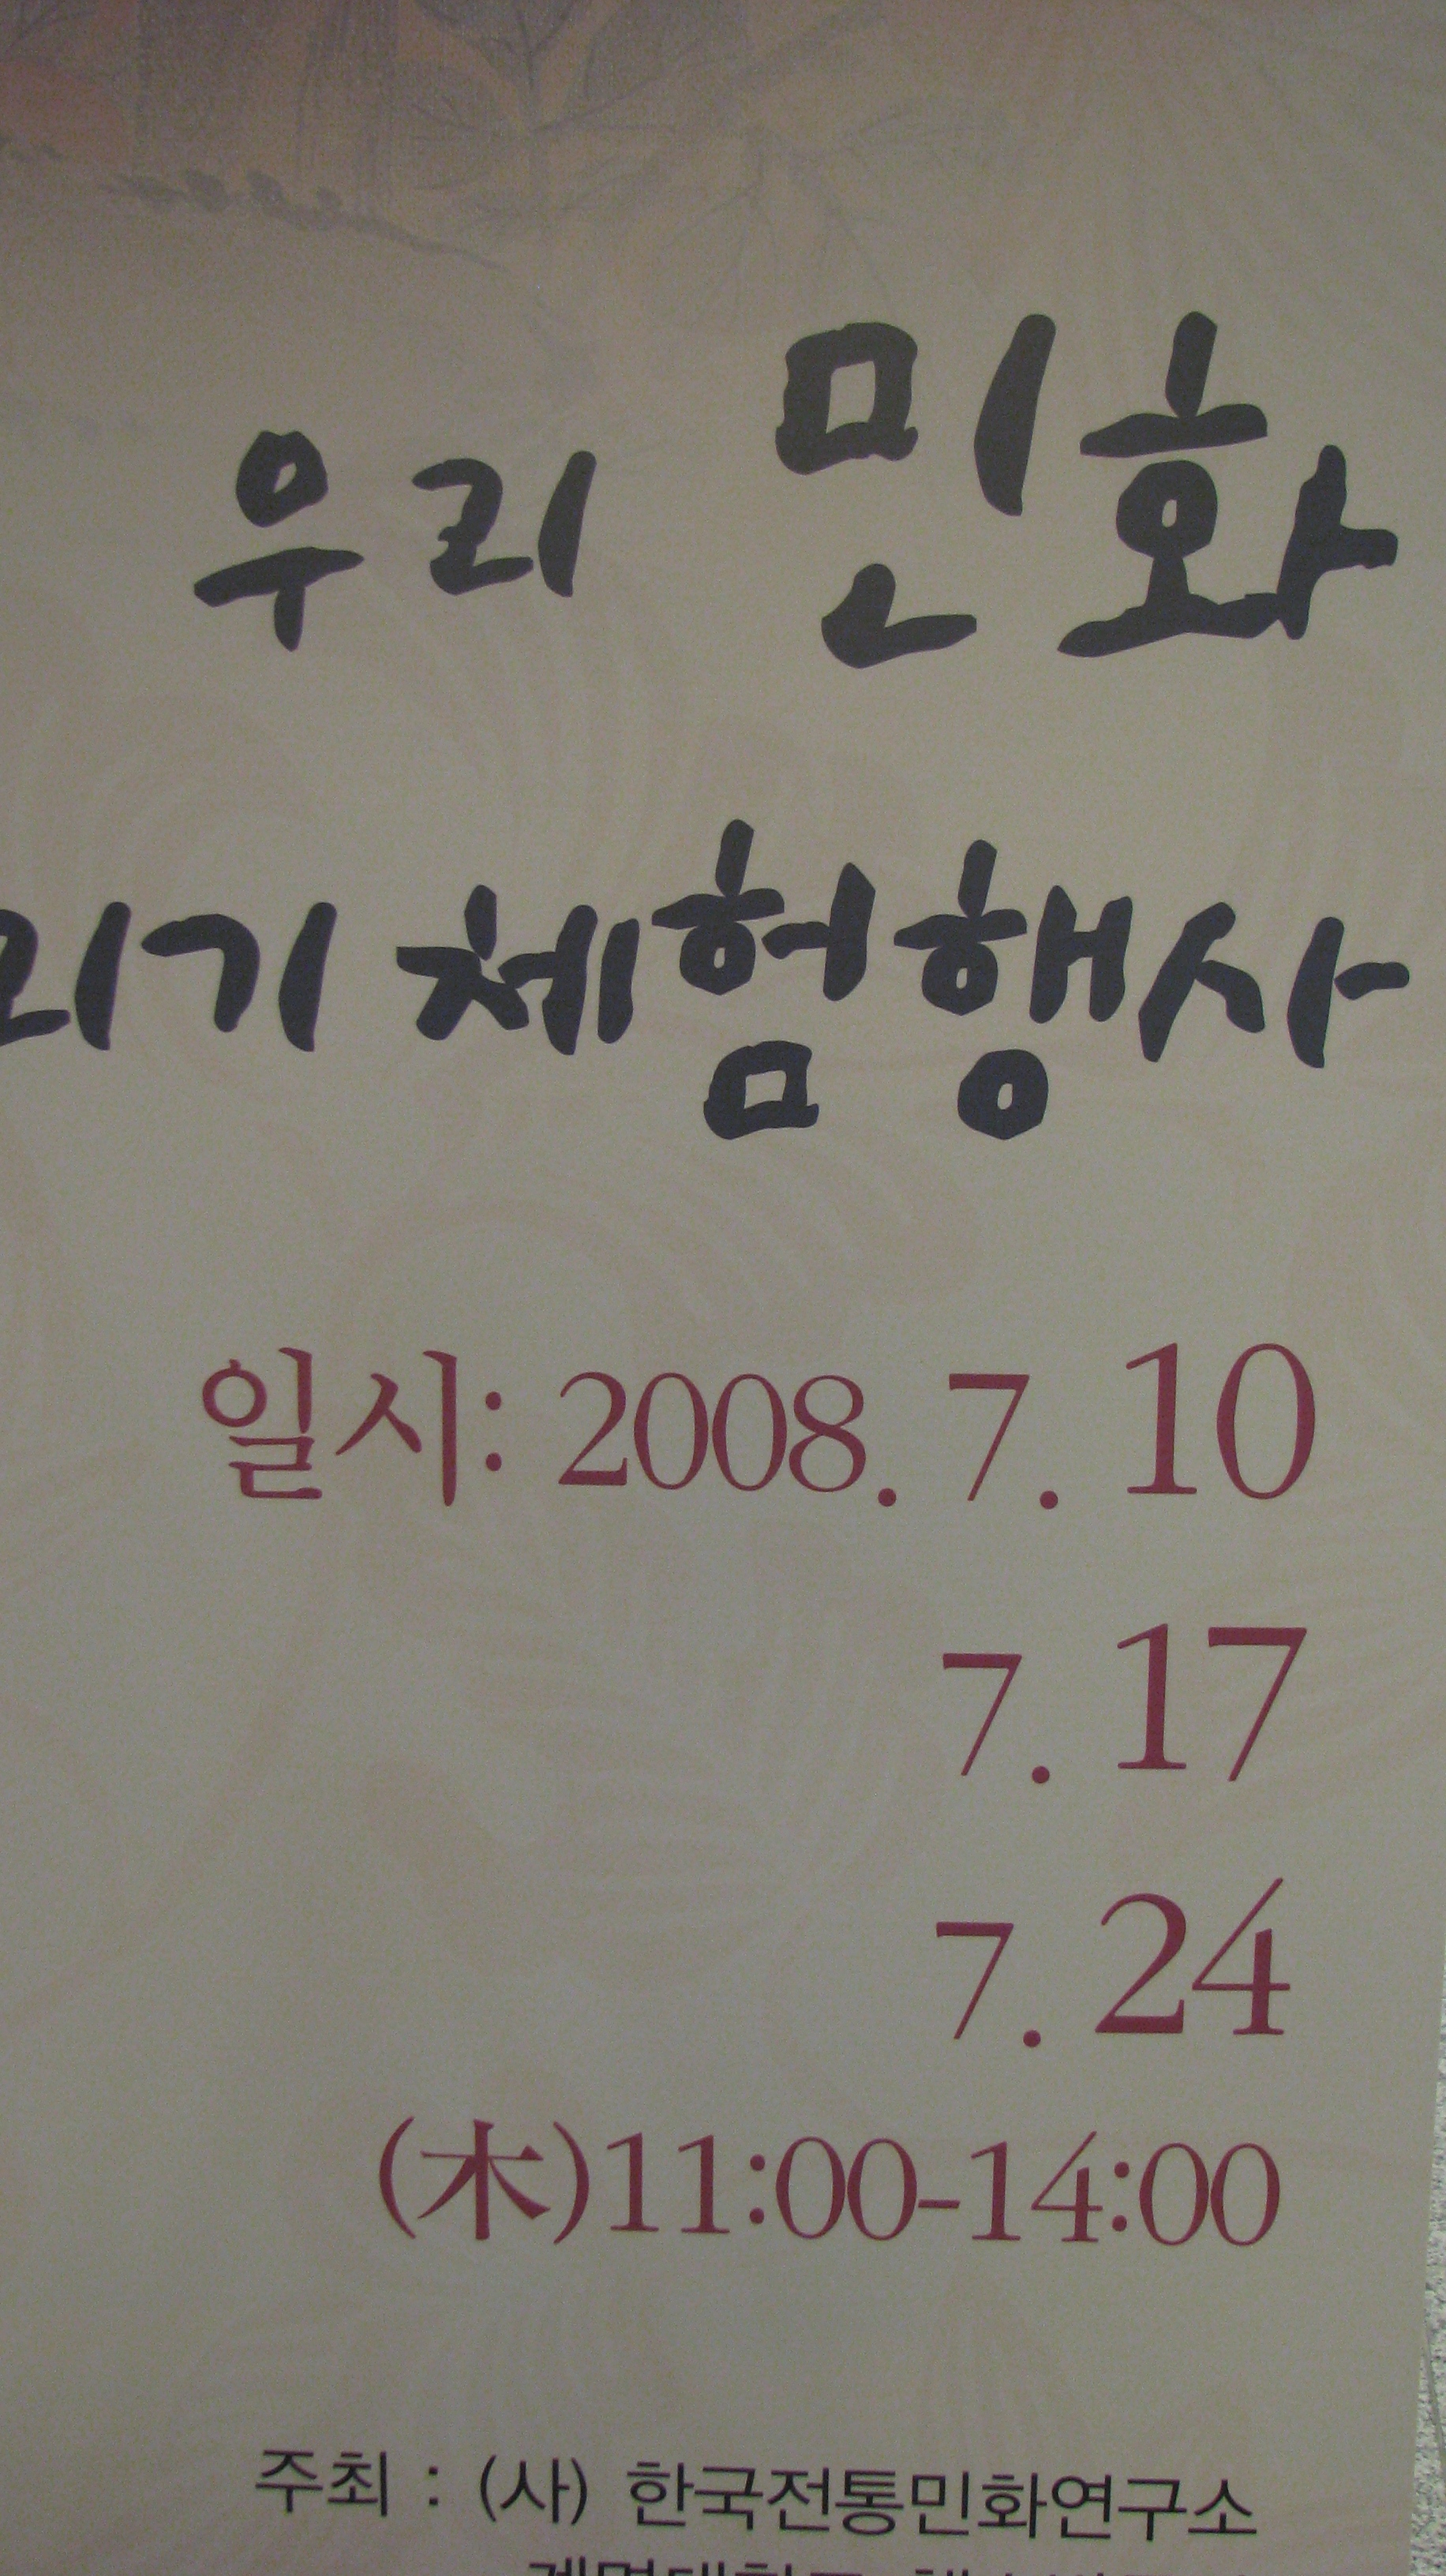 우리 민화
리기 체험행사
일시: 2008. 7. 10
7. 17
7. 24
(木)11:00-14:00
주최 : (사) 한국전통민화연구소